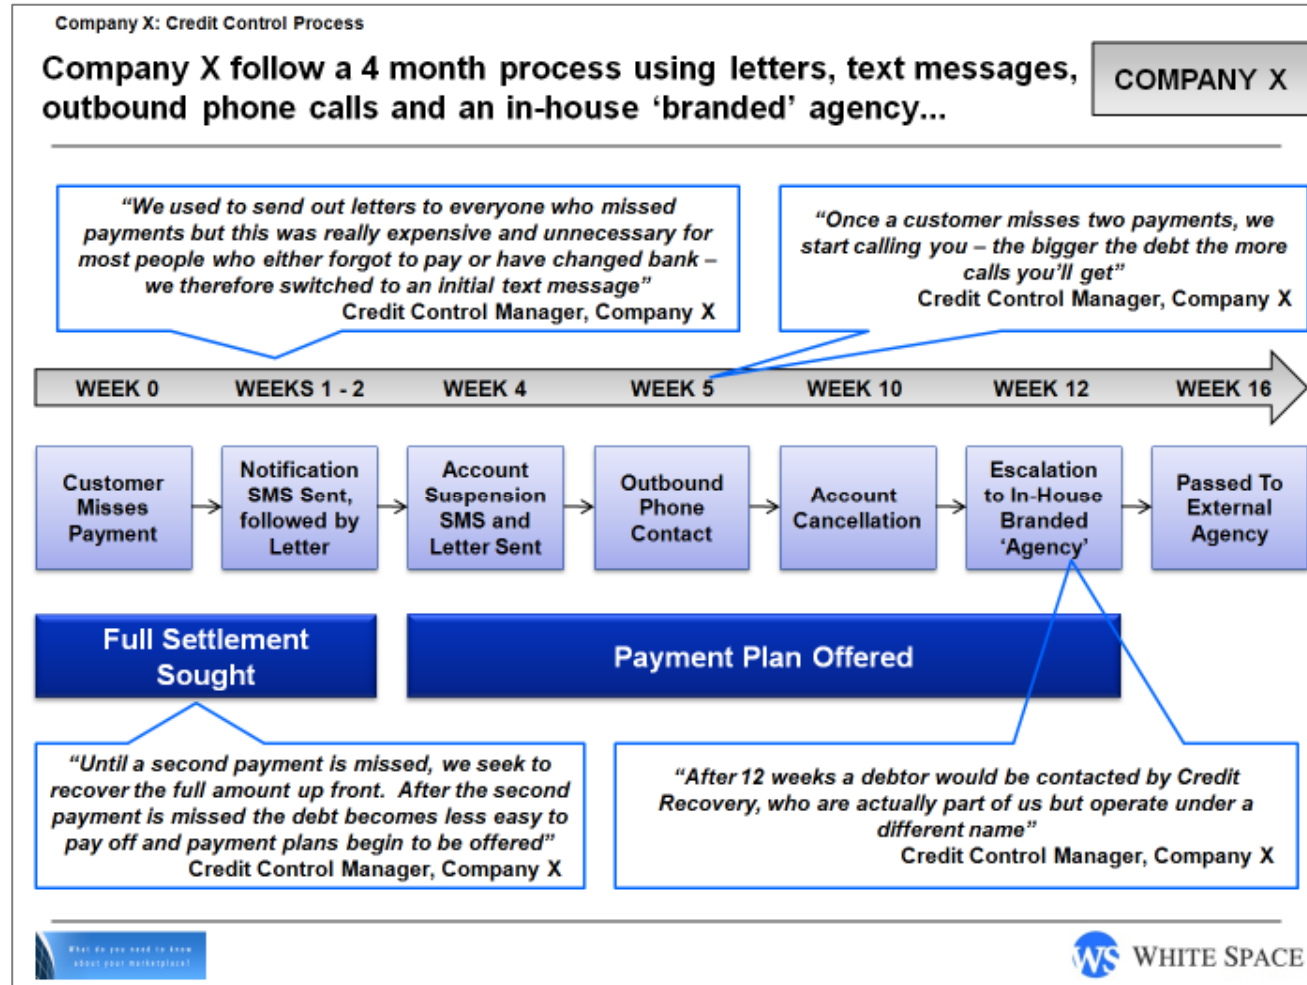 Company X: Credit Control Process
Company X follow a 4 month process using letters, text messages,
outbound phone calls and an in-house ‘branded’ agency...
COMPANY X
“We used to send out letters to everyone who missed
payments but this was really expensive and unnecessary for
most people who either forgot to pay or have changed bank –
we therefore switched to an initial text message”
Credit Control Manager, Company X
“Once a customer misses two payments, we
start calling you – the bigger the debt the more
calls you’ll get”
Credit Control Manager, Company X
WEEK 0
WEEKS 1 - 2
WEEK 4
WEEK 5
WEEK 10
WEEK 12
WEEK 16
Customer
Misses
Payment
Notification
SMS Sent,
followed by
Letter
Account
Suspension
SMS and
Letter Sent
Outbound
Phone
Contact
Account
Cancellation
Escalation
to In-House
Branded
‘Agency’
Passed To
External
Agency
Full Settlement
Sought
Payment Plan Offered
“Until a second payment is missed, we seek to
recover the full amount up front.  After the second
payment is missed the debt becomes less easy to
pay off and payment plans begin to be offered”
Credit Control Manager, Company X
“After 12 weeks a debtor would be contacted by Credit
Recovery, who are actually part of us but operate under a
different name”
Credit Control Manager, Company X
What do you need to know
about your marketplace?
WS WHITE SPACE